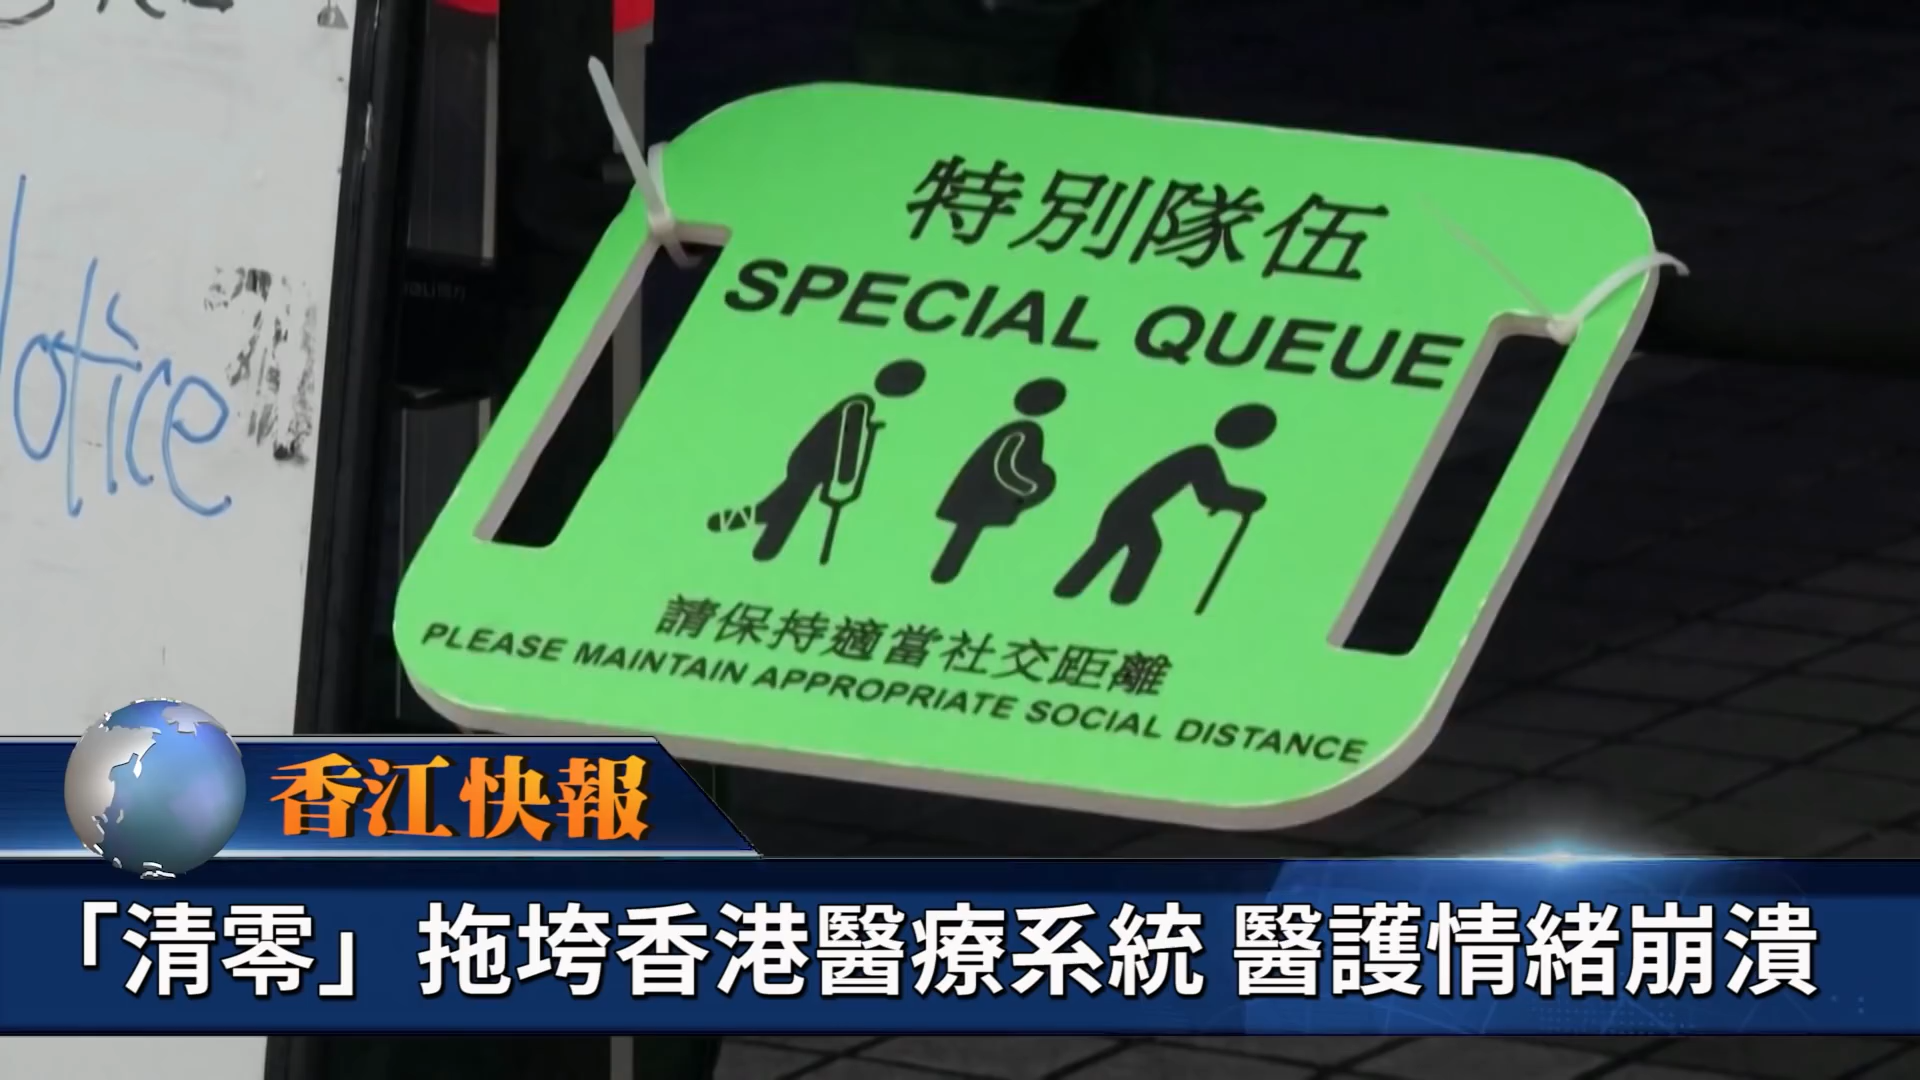 Notice
特別隊伍
SPECIAL QUEUE
請保持適當社交距離
PLEASE MAINTAIN APPROPRIATE SOCIAL DISTANCE
香江快報
「清零」拖垮香港醫療系統 醫護情緒崩潰